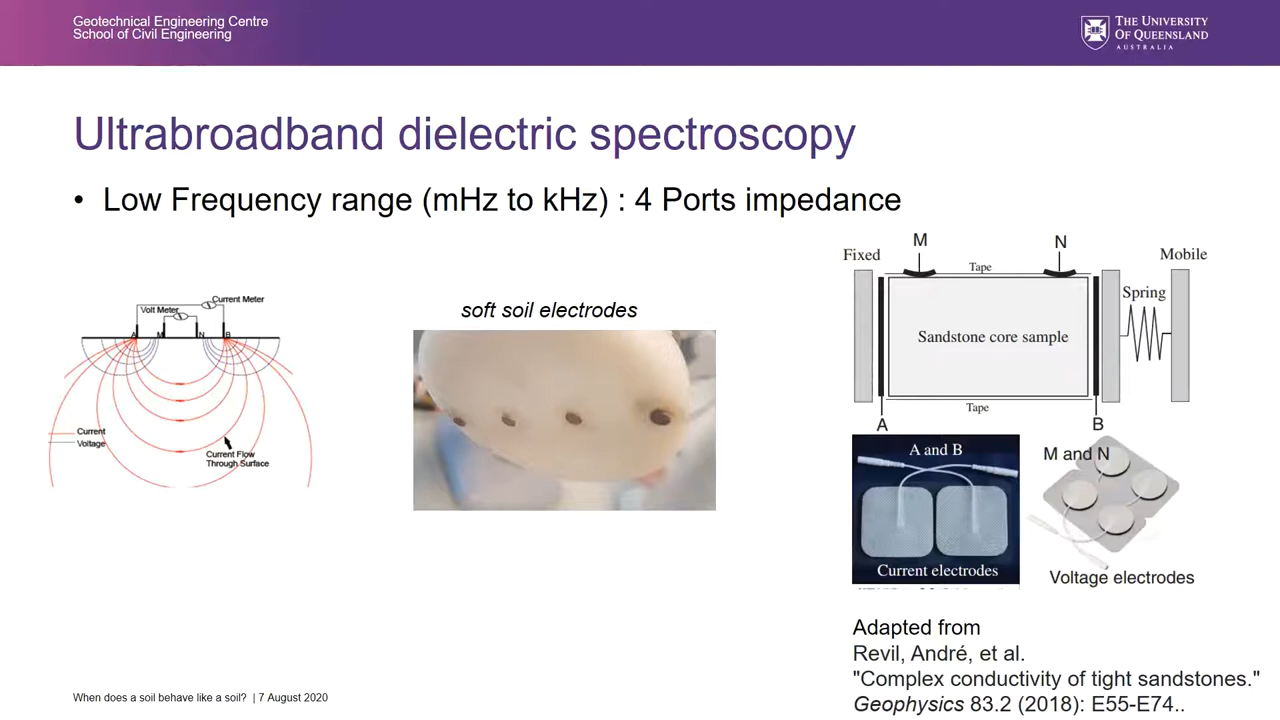 Geotechnical Engineering Centre
School of Civil Engineering
THE UNIVERSITY
OF QUEENSLAND
AUSTRALIA
Ultrabroadband dielectric spectroscopy
• Low Frequency range (mHz to kHz) : 4 Ports impedance
Current Meter
Volt Meter
A M N B
Current
Voltage
Current Flow
Through Surface
soft soil electrodes
M N
Fixed Tape Mobile
Spring
Sandstone core sample
Tape
A B
A and B
Current electrodes
M and N
Voltage electrodes
Adapted from
Revil, André, et al.
"Complex conductivity of tight sandstones."
Geophysics 83.2 (2018): E55-E74..
When does a soil behave like a soil? | 7 August 2020